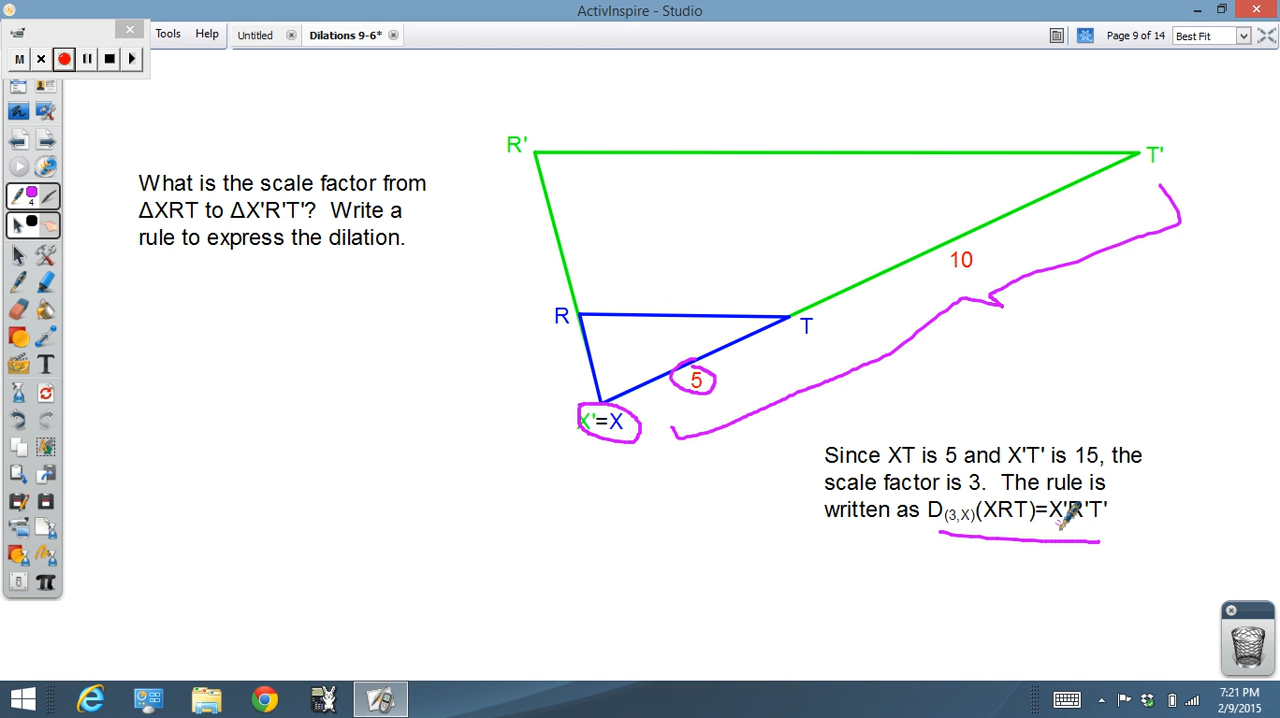 ActivInspire - Studio
Tools Help Untitled Dilations 9-6* Page 9 of 14 Best Fit
M
4
T
What is the scale factor from
ΔXRT to ΔX'R'T'? Write a
rule to express the dilation.
R'
T'
10
R
T
5
X'=X
Since XT is 5 and X'T' is 15, the
scale factor is 3. The rule is
written as D(3,X)(XRT)=X'R'T'
7:21 PM
2/9/2015